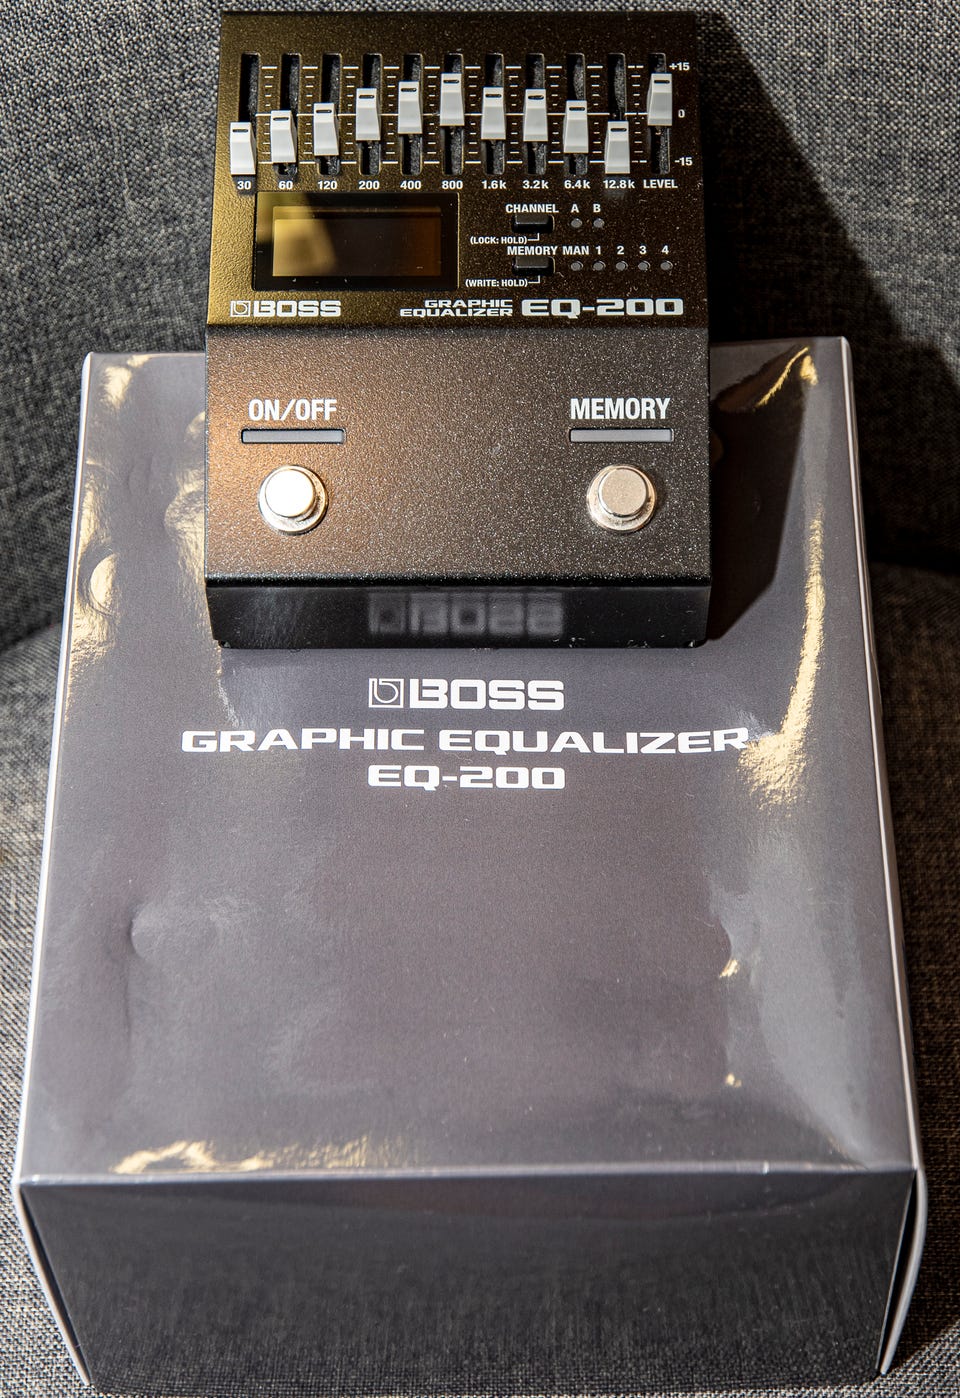 +15
0
-15
30 60 120 200 400 800 1.6k 3.2k 6.4k 12.8k LEVEL
CHANNEL A B
(LOCK: HOLD)
MEMORY MAN 1 2 3 4
(WRITE: HOLD)
BOSS GRAPHIC EQUALIZER EQ-200
ON/OFF MEMORY
BOSS
GRAPHIC EQUALIZER
EQ-200